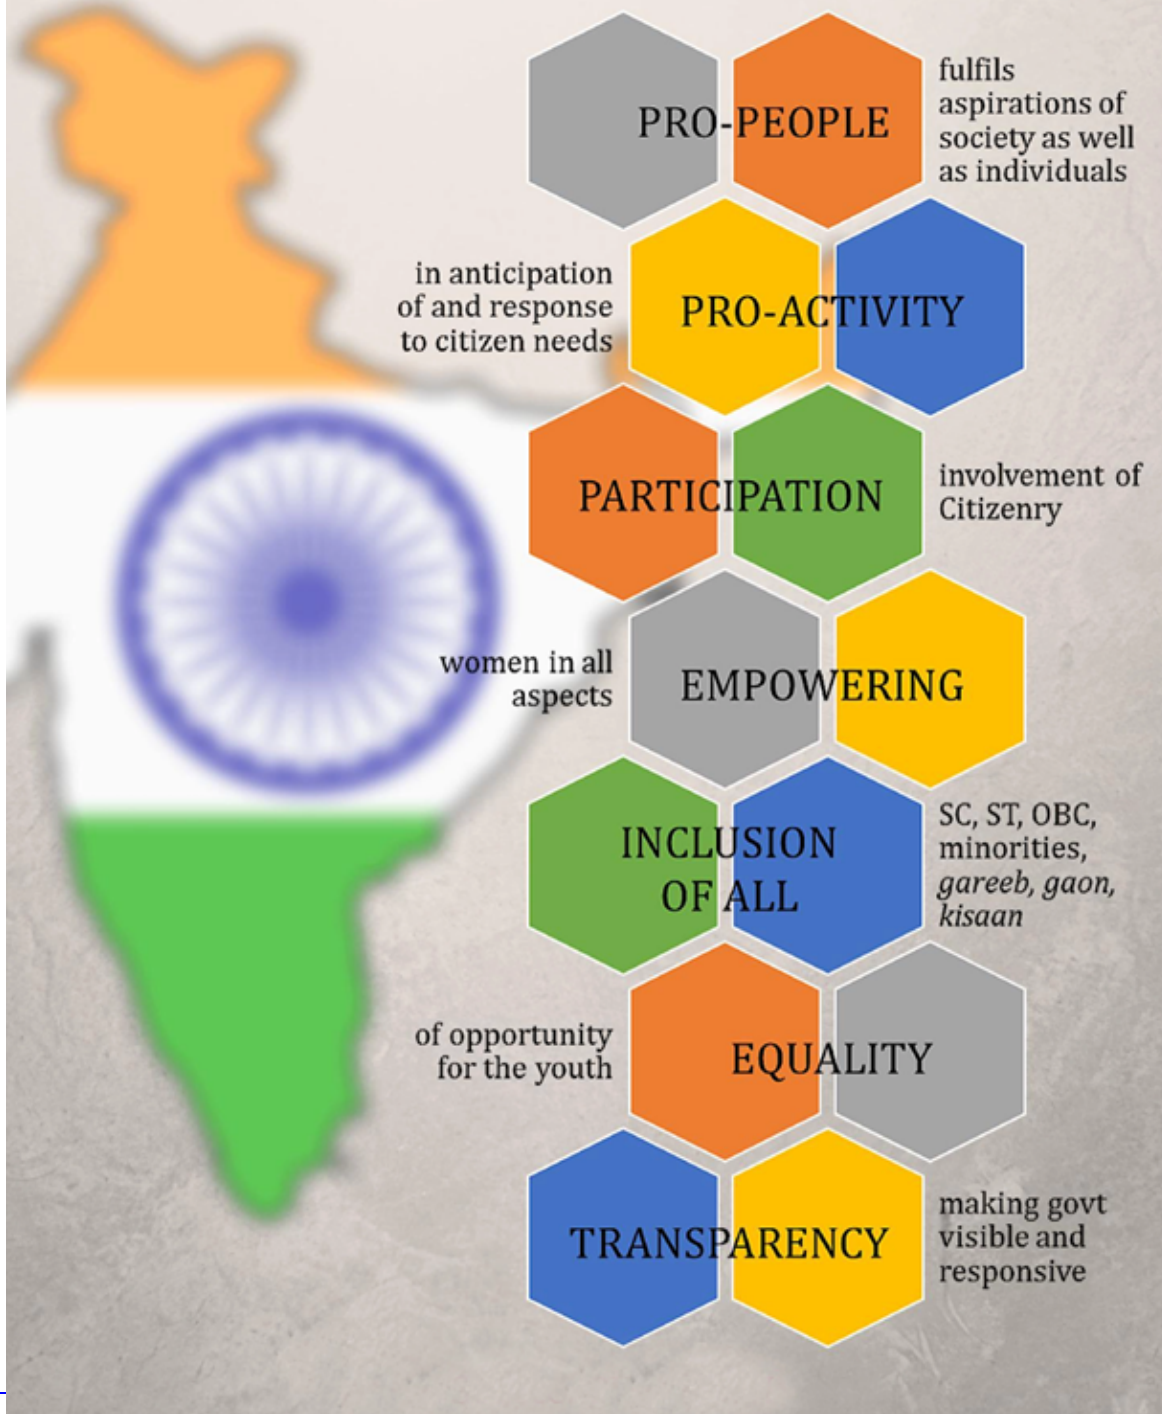 PRO-PEOPLE
fulfils
aspirations of
society as well
as individuals
in anticipation
of and response
to citizen needs
PRO-ACTIVITY
PARTICIPATION
involvement of
Citizenry
women in all
aspects
EMPOWERING
INCLUSION
OF ALL
SC, ST, OBC,
minorities,
gareeb, gaon,
kisaan
of opportunity
for the youth
EQUALITY
TRANSPARENCY
making govt
visible and
responsive